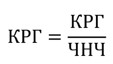 КРГ = КРГ / ЧНЧ